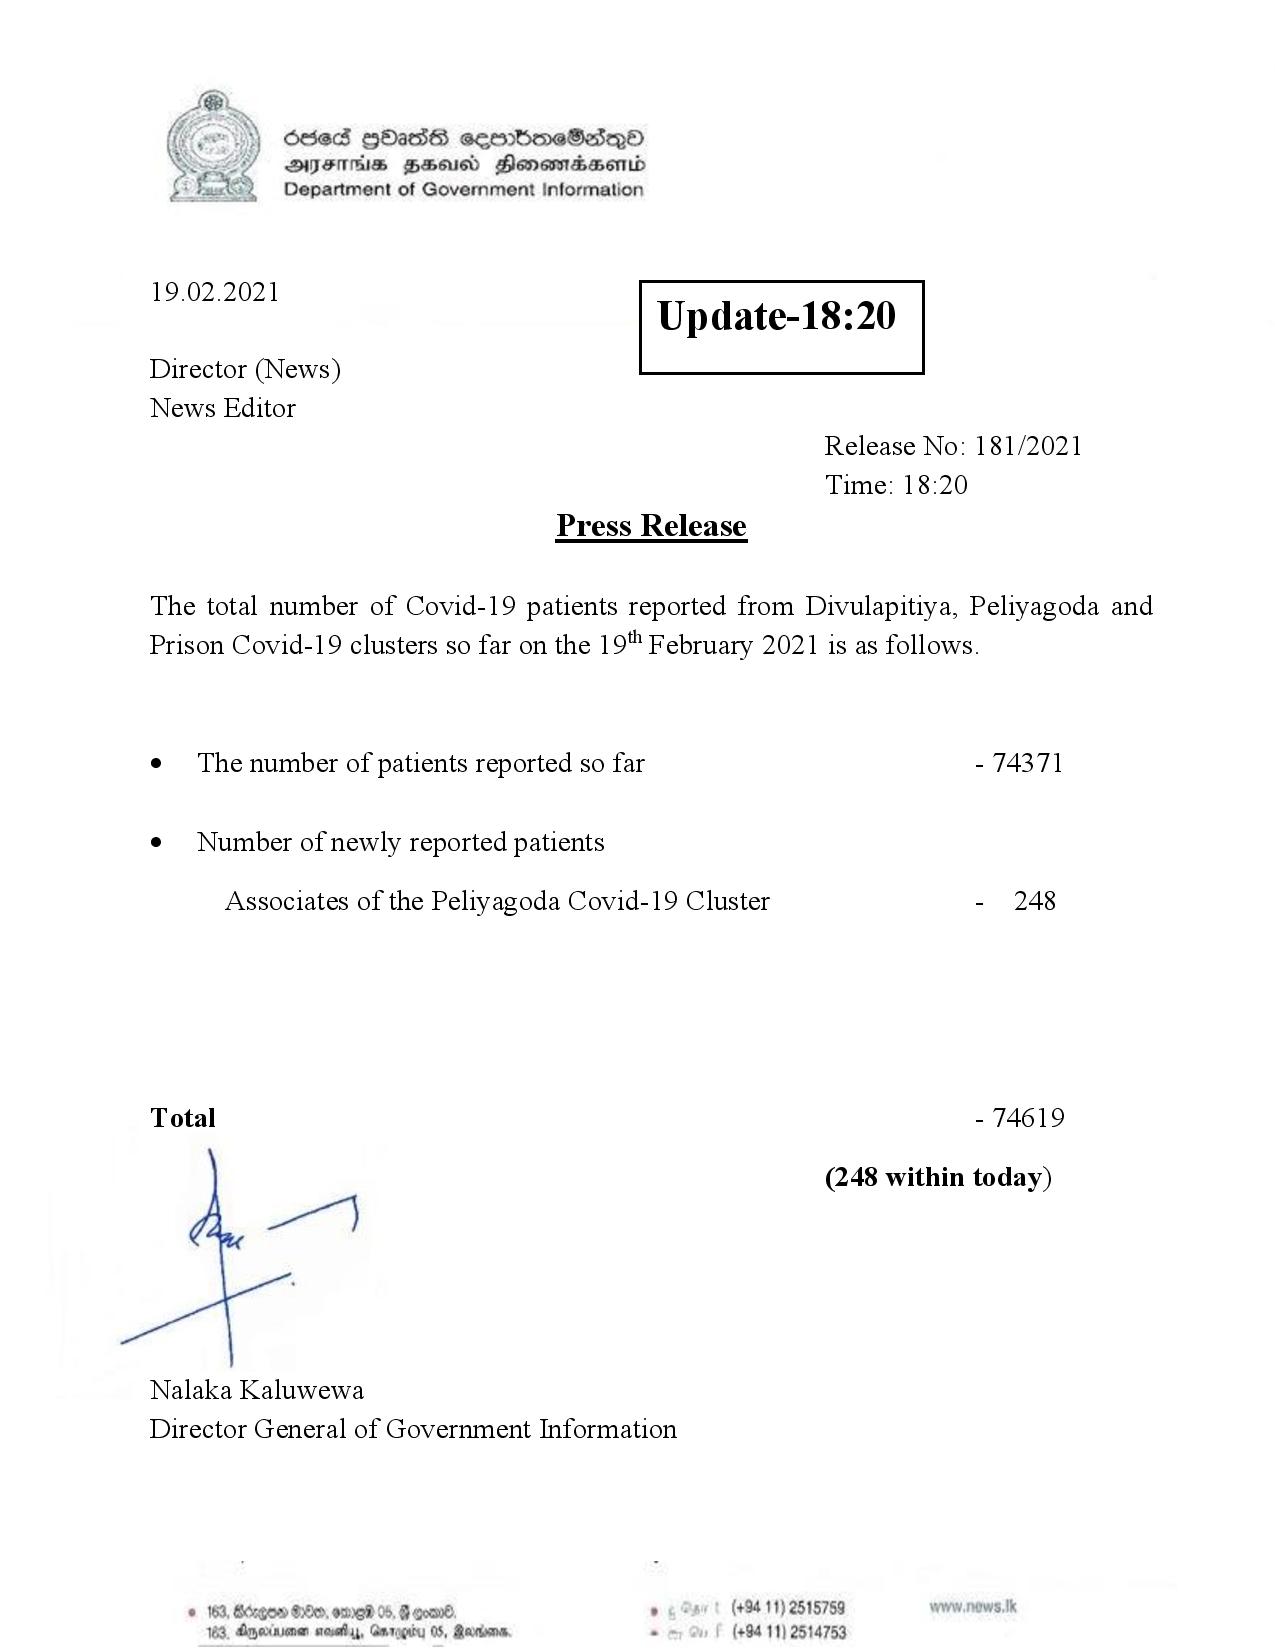 රජයේ ප්‍රවෘත්ති දෙපාර්තමේන්තුව
அரசாங்க தகவல் திணைக்களம்
Department of Government Information
19.02.2021
Update-18:20
Director (News)
News Editor
Release No: 181/2021
Time: 18:20
Press Release
The total number of Covid-19 patients reported from Divulapitiya, Peliyagoda and
Prison Covid-19 clusters so far on the 19th February 2021 is as follows.
• The number of patients reported so far - 74371
• Number of newly reported patients
Associates of the Peliyagoda Covid-19 Cluster - 248
Total - 74619
(248 within today)
Nalaka Kaluwewa
Director General of Government Information
163, කිරුලපන මාවත, කොළඹ 05, ශ්‍රී ලංකාව. (+94 11) 2515759 www.news.lk
163, கிருலப்பனை எவனியூ, கொழும்பு 05, இலங்கை. (+94 11) 2514753